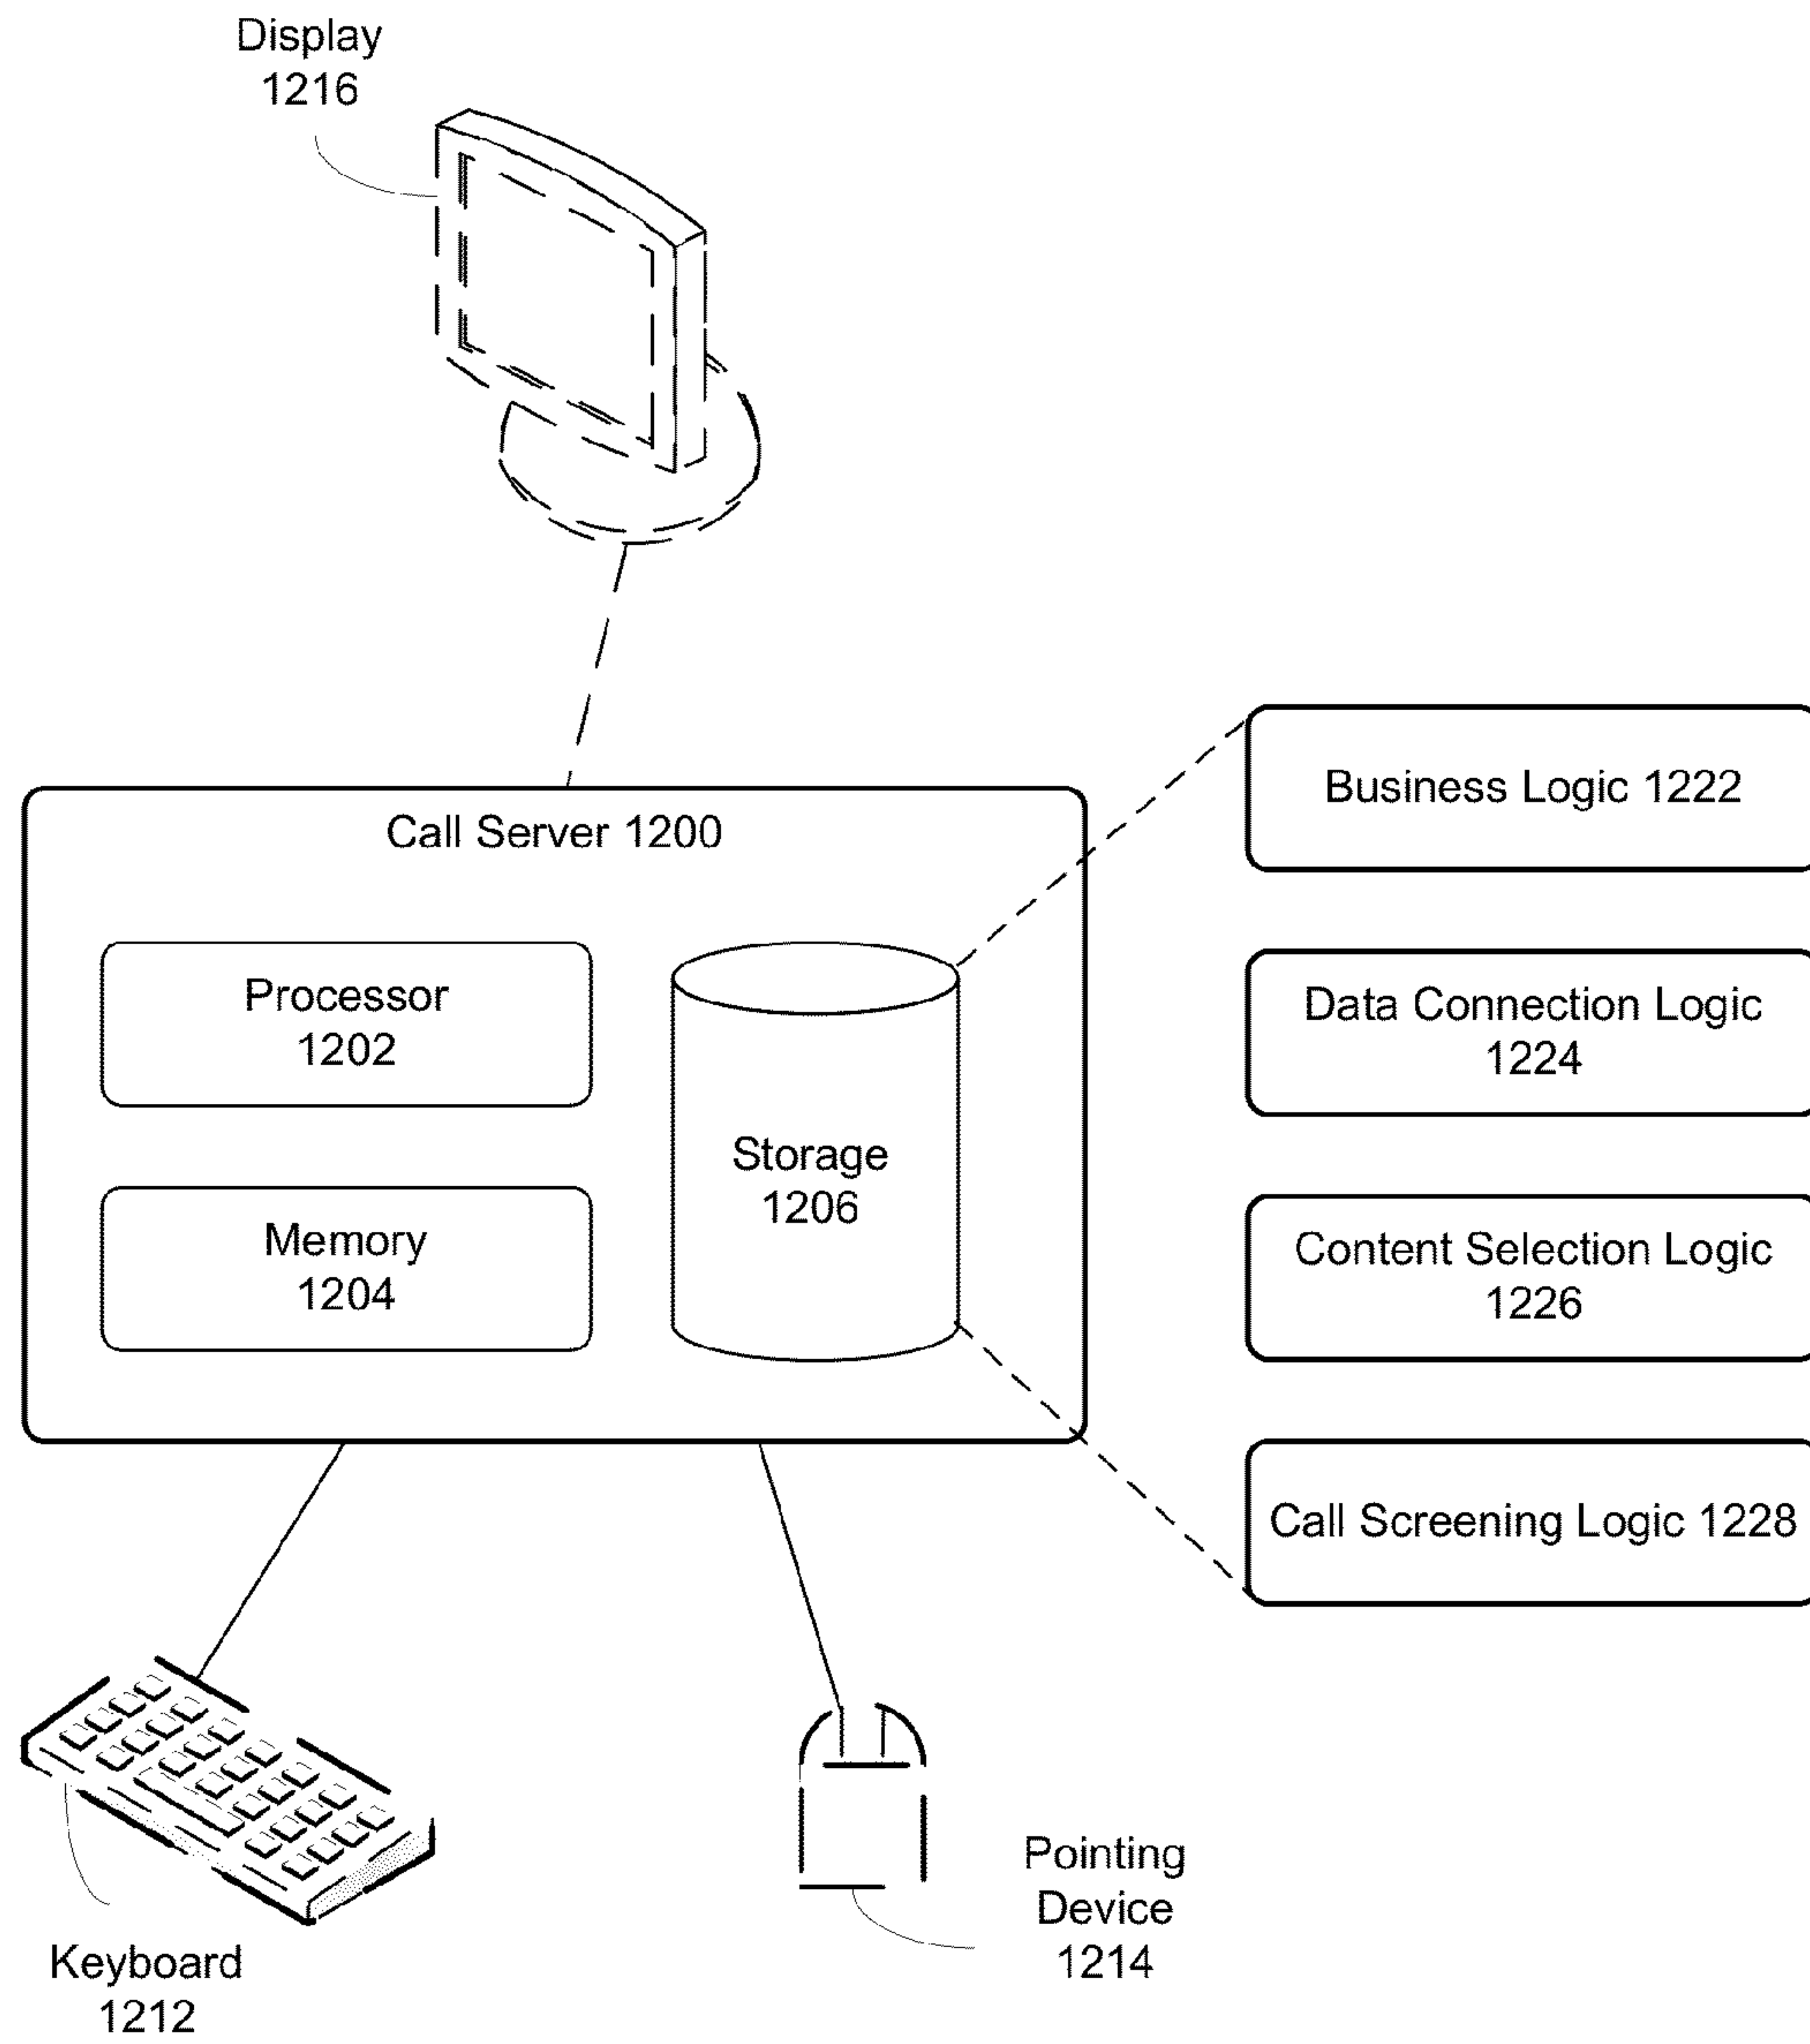 Display
1216
Call Server 1200
Processor
1202
Memory
1204
Storage
1206
Business Logic 1222
Data Connection Logic
1224
Content Selection Logic
1226
Call Screening Logic 1228
Keyboard
1212
Pointing
Device
1214